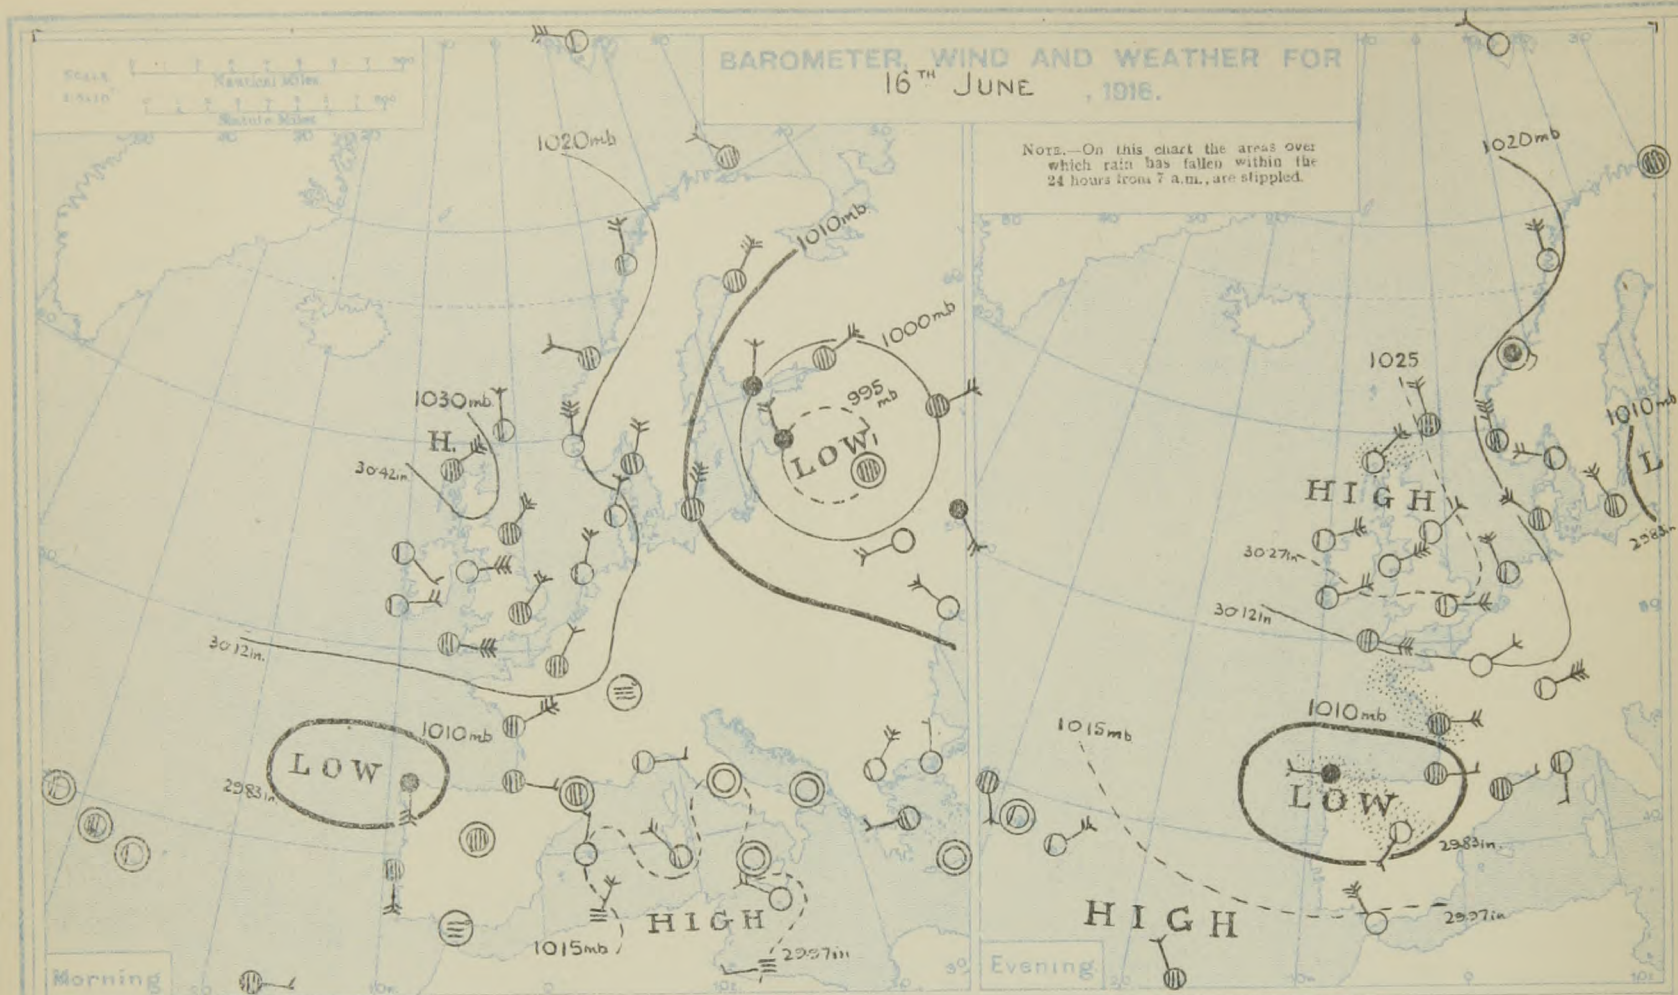 BAROMETER, WIND AND WEATHER FOR
16TH JUNE , 1916.
NOTE.—On this chart the areas over
which rain has fallen within the
24 hours from 7 a.m., are stippled.
Nautical Miles
Statute Miles
1020mb
1010mb
1000mb
995
mb
LOW
1030mb
H.
30.42in.
30.12in.
1010mb
LOW
29.83in.
HIGH
1015mb
29.97in
Morning
1020mb
1025
1010mb
L
29.83in
HIGH
30.27in
30.12in
1015mb
1010mb
LOW
29.83in.
HIGH
29.97in
Evening